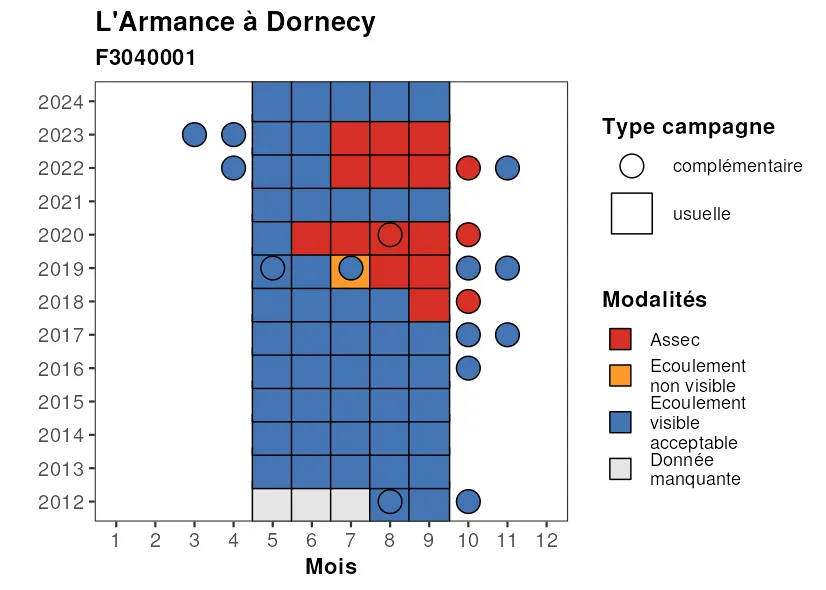 L'Armance à Dornecy
F3040001
2024
2023
2022
2021
2020
2019
2018
2017
2016
2015
2014
2013
2012
1 2 3 4 5 6 7 8 9 10 11 12
Mois
Type campagne
complémentaire
usuelle
Modalités
Assec
Ecoulement
non visible
Ecoulement
visible
acceptable
Donnée
manquante